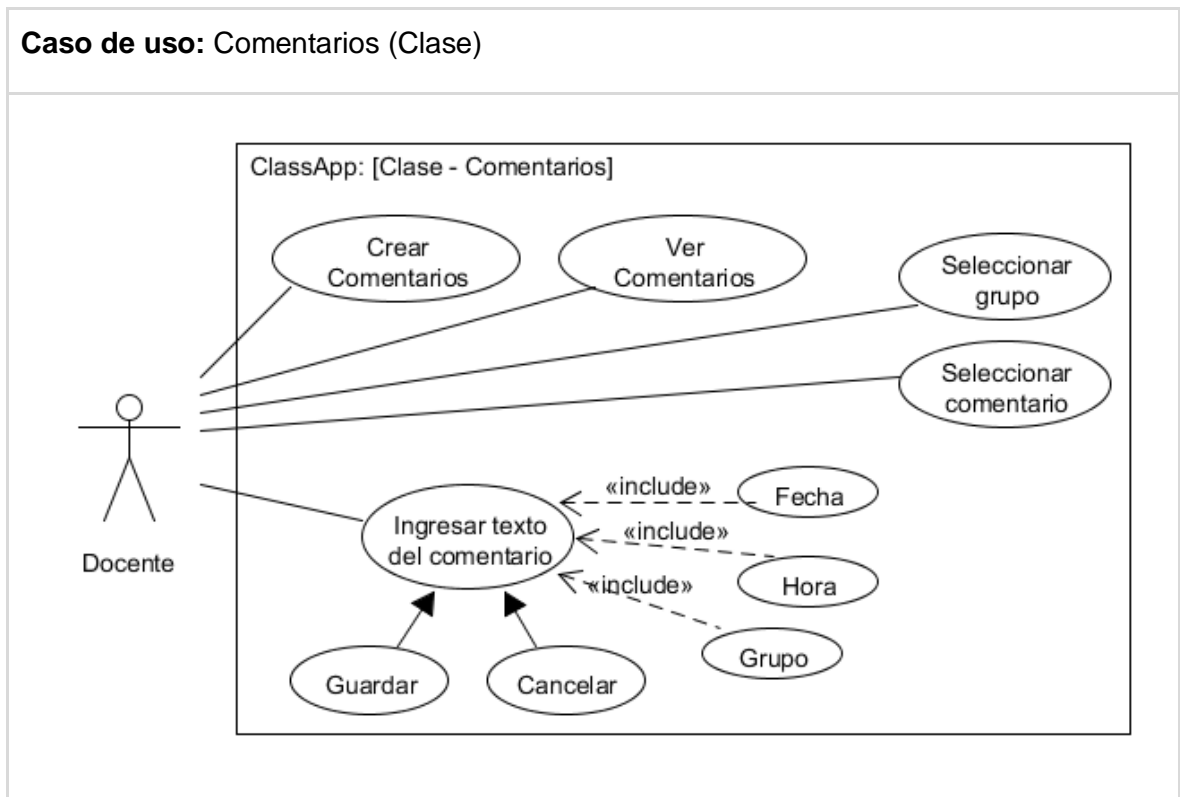 Caso de uso: Comentarios (Clase)
ClassApp: [Clase - Comentarios]
Crear
Comentarios
Ver
Comentarios
Seleccionar
grupo
Seleccionar
comentario
Docente
Ingresar texto
del comentario
«include»
Fecha
«include»
Hora
«include»
Grupo
Guardar
Cancelar